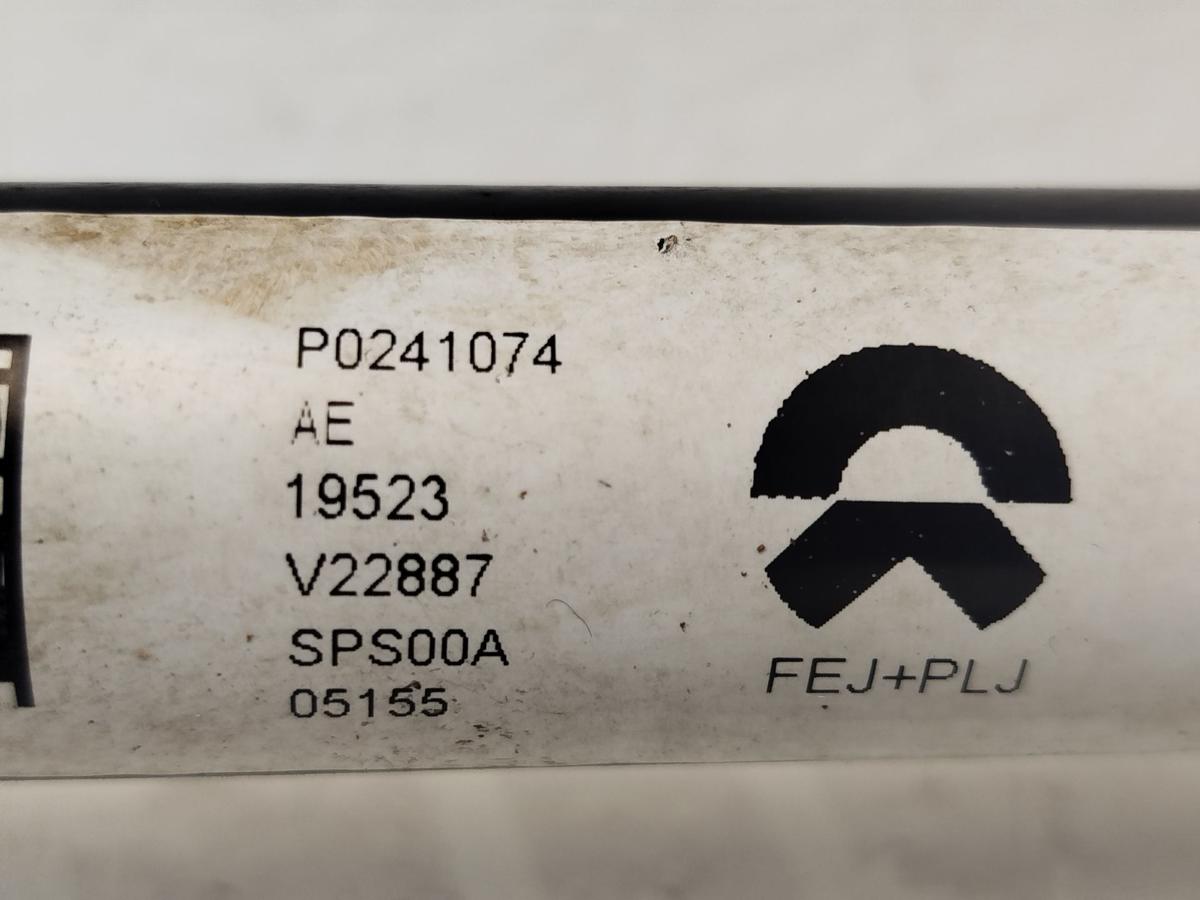 P0241074
AE
19523
V22887
SPS00A
05155
FEJ+PLJ